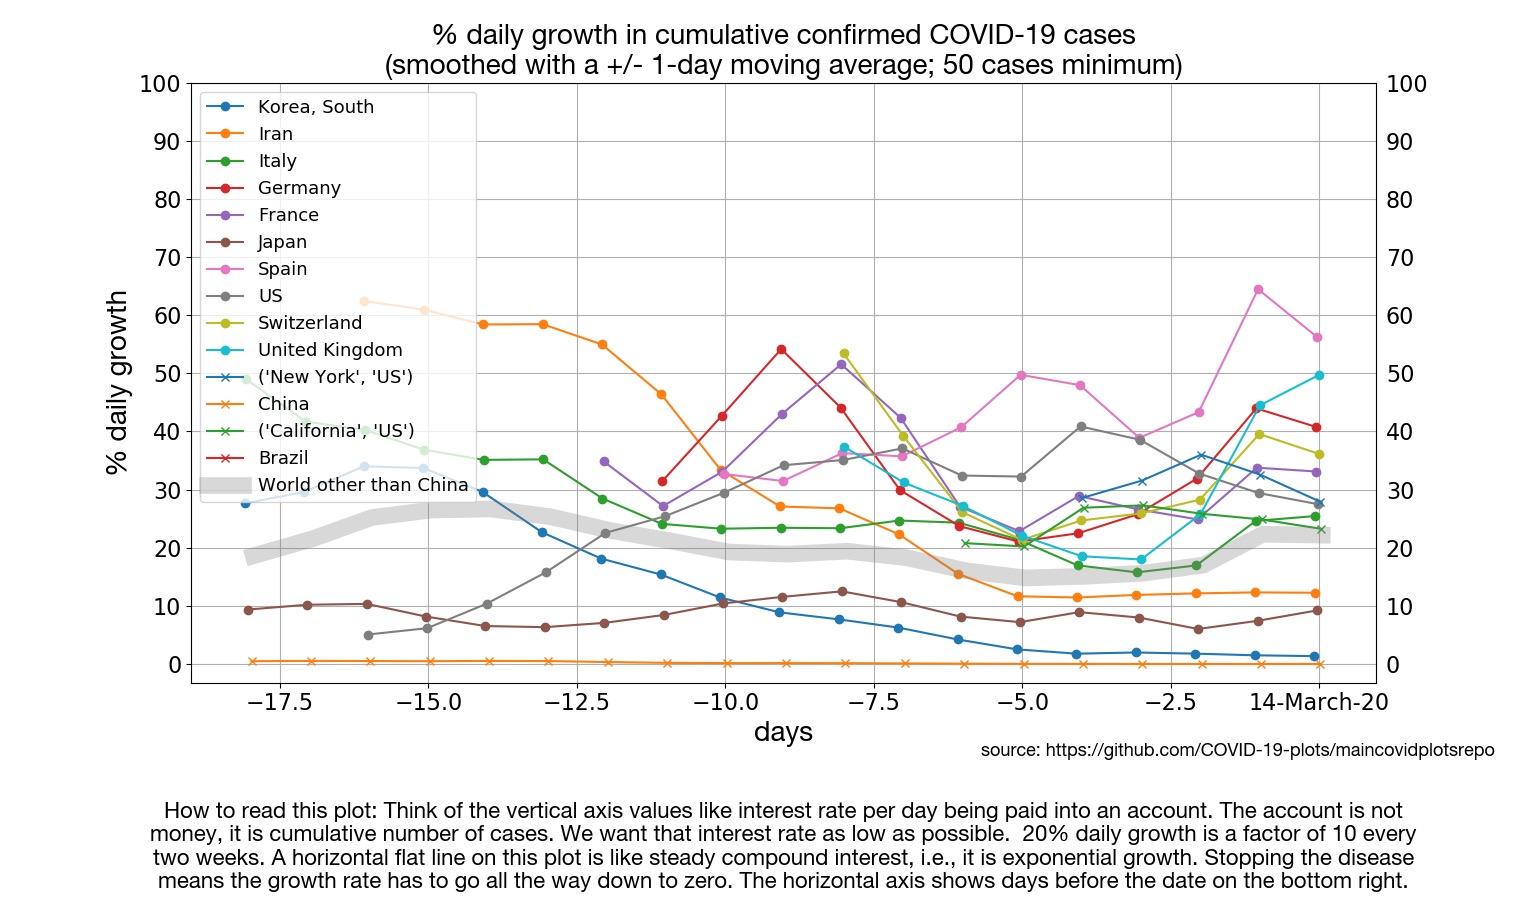 % daily growth in cumulative confirmed COVID-19 cases
(smoothed with a +/- 1-day moving average; 50 cases minimum)
100
90
80
70
60
50
40
30
20
10
0
% daily growth
Korea, South
Iran
Italy
Germany
France
Japan
Spain
US
Switzerland
United Kingdom
('New York', 'US')
China
('California', 'US')
Brazil
World other than China
100
90
80
70
60
50
40
30
20
10
0
−17.5 −15.0 −12.5 −10.0 −7.5 −5.0 −2.5 14-March-20
days
source: https://github.com/COVID-19-plots/maincovidplotsrepo
How to read this plot: Think of the vertical axis values like interest rate per day being paid into an account. The account is not
money, it is cumulative number of cases. We want that interest rate as low as possible.  20% daily growth is a factor of 10 every
two weeks. A horizontal flat line on this plot is like steady compound interest, i.e., it is exponential growth. Stopping the disease
means the growth rate has to go all the way down to zero. The horizontal axis shows days before the date on the bottom right.